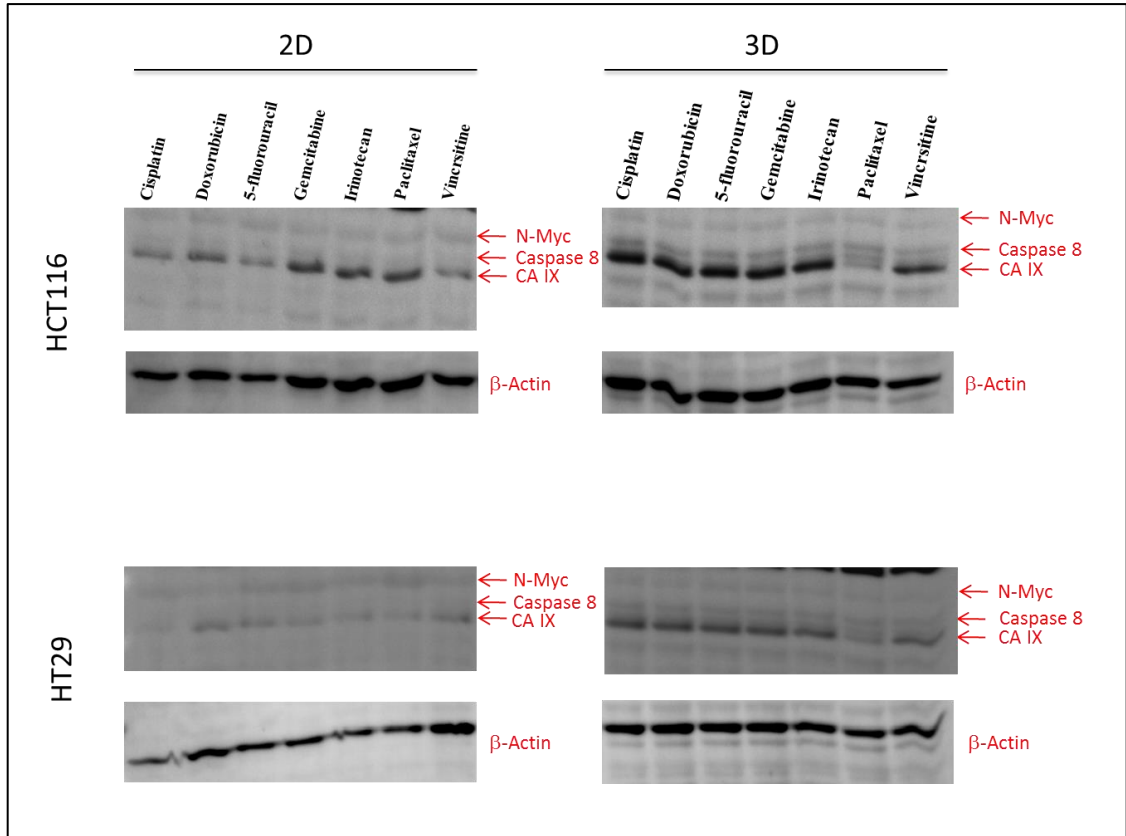 2D
3D
Cisplatin
Doxorubicin
5-fluorouracil
Gemcitabine
Irinotecan
Paclitaxel
Vincrsitine
Cisplatin
Doxorubicin
5-flurouracil
Gemcitabine
Irinotecan
Paclitaxel
Vincrsitine
HCT116
N-Myc
Caspase 8
CA IX
β-Actin
N-Myc
Caspase 8
CA IX
β-Actin
HT29
N-Myc
Caspase 8
CA IX
β-Actin
N-Myc
Caspase 8
CA IX
β-Actin